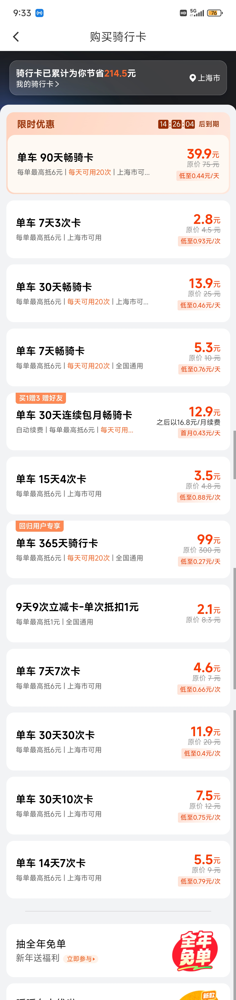 9:33
HD 5G 76
购买骑行卡
骑行卡已累计为你节省214.5元
我的骑行卡
上海市
限时优惠
14:26:04 后到期
单车 90天畅骑卡
39.9元
原价 75 元
每单最高抵6元 | 每天可用20次 | 上海市可...
低至0.44元/天
单车 7天3次卡
2.8元
原价 4.5 元
每单最高抵6元 | 上海市可用
低至0.93元/次
单车 30天畅骑卡
13.9元
原价 25 元
每单最高抵6元 | 每天可用20次 | 上海市可...
低至0.46元/天
单车 7天畅骑卡
5.3元
原价 10 元
每单最高抵6元 | 每天可用20次 | 全国通用
低至0.76元/天
买1赠3 赠好友
单车 30天连续包月畅骑卡
12.9元
之后以16.8元/月续费
自动续费 | 每单最高抵6元 | 每天可用...
首月0.43元/天
单车 15天4次卡
3.5元
原价 4.8 元
每单最高抵6元 | 上海市可用
低至0.88元/次
回归用户专享
单车 365天骑行卡
99元
原价 300 元
每单最高抵6元 | 每天可用20次 | 全国通用
低至0.27元/天
9天9次立减卡-单次抵扣1元
2.1元
原价 8.3 元
每单最高抵1元 | 全国通用
单车 7天7次卡
4.6元
原价 7 元
每单最高抵6元 | 上海市可用
低至0.66元/次
单车 30天30次卡
11.9元
原价 20 元
每单最高抵6元 | 上海市可用
低至0.4元/次
单车 30天10次卡
7.5元
原价 12 元
每单最高抵6元 | 上海市可用
低至0.75元/次
单车 14天7次卡
5.5元
原价 9 元
每单最高抵6元 | 上海市可用
低至0.79元/次
抽全年免单
新年送福利 立即参与
全年
免单
新款